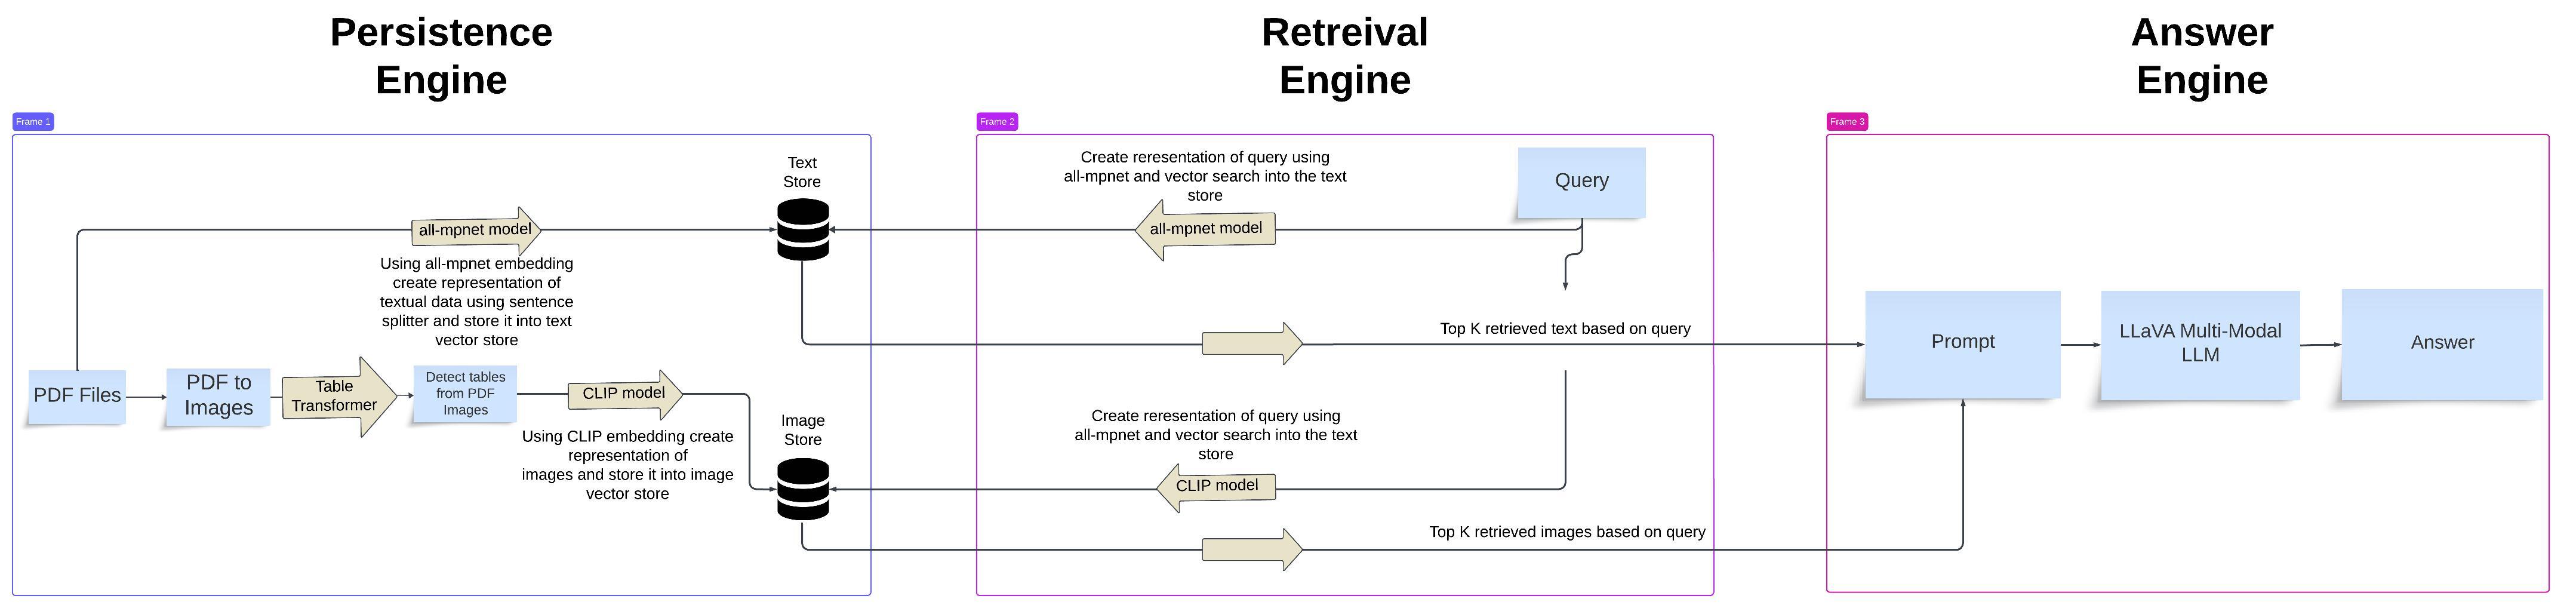 Persistence
Engine
Retreival
Engine
Answer
Engine
Frame 1
Frame 2
Frame 3
Text
Store
all-mpnet model
Using all-mpnet embedding
create representation of
textual data using sentence
splitter and store it into text
vector store
PDF Files
PDF to
Images
Table
Transformer
Detect tables
from PDF
Images
CLIP model
Using CLIP embedding create
representation of
images and store it into image
vector store
Image
Store
Create reresentation of query using
all-mpnet and vector search into the text
store
all-mpnet model
Query
Top K retrieved text based on query
Create reresentation of query using
all-mpnet and vector search into the text
store
CLIP model
Top K retrieved images based on query
Prompt
LLaVA Multi-Modal
LLM
Answer